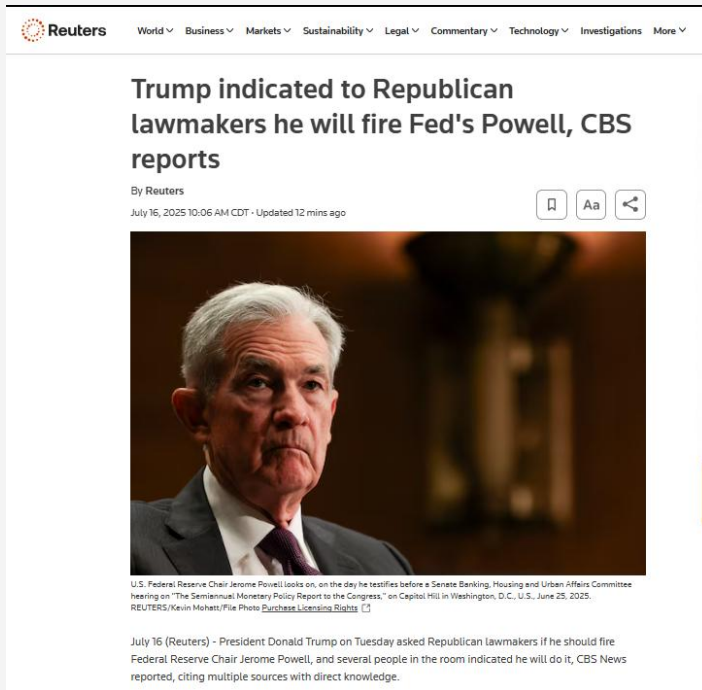 Reuters World Business Markets Sustainability Legal Commentary Technology Investigations More
Trump indicated to Republican
lawmakers he will fire Fed's Powell, CBS
reports
By Reuters
July 16, 2025 10:06 AM CDT · Updated 12 mins ago
Aa
U.S. Federal Reserve Chair Jerome Powell looks on, on the day he testifies before a Senate Banking, Housing and Urban Affairs Committee
hearing on "The Semiannual Monetary Policy Report to the Congress," on Capitol Hill in Washington, D.C., U.S., June 25, 2025.
REUTERS/Kevin Mohatt/File Photo Purchase Licensing Rights
July 16 (Reuters) - President Donald Trump on Tuesday asked Republican lawmakers if he should fire
Federal Reserve Chair Jerome Powell, and several people in the room indicated he will do it, CBS News
reported, citing multiple sources with direct knowledge.